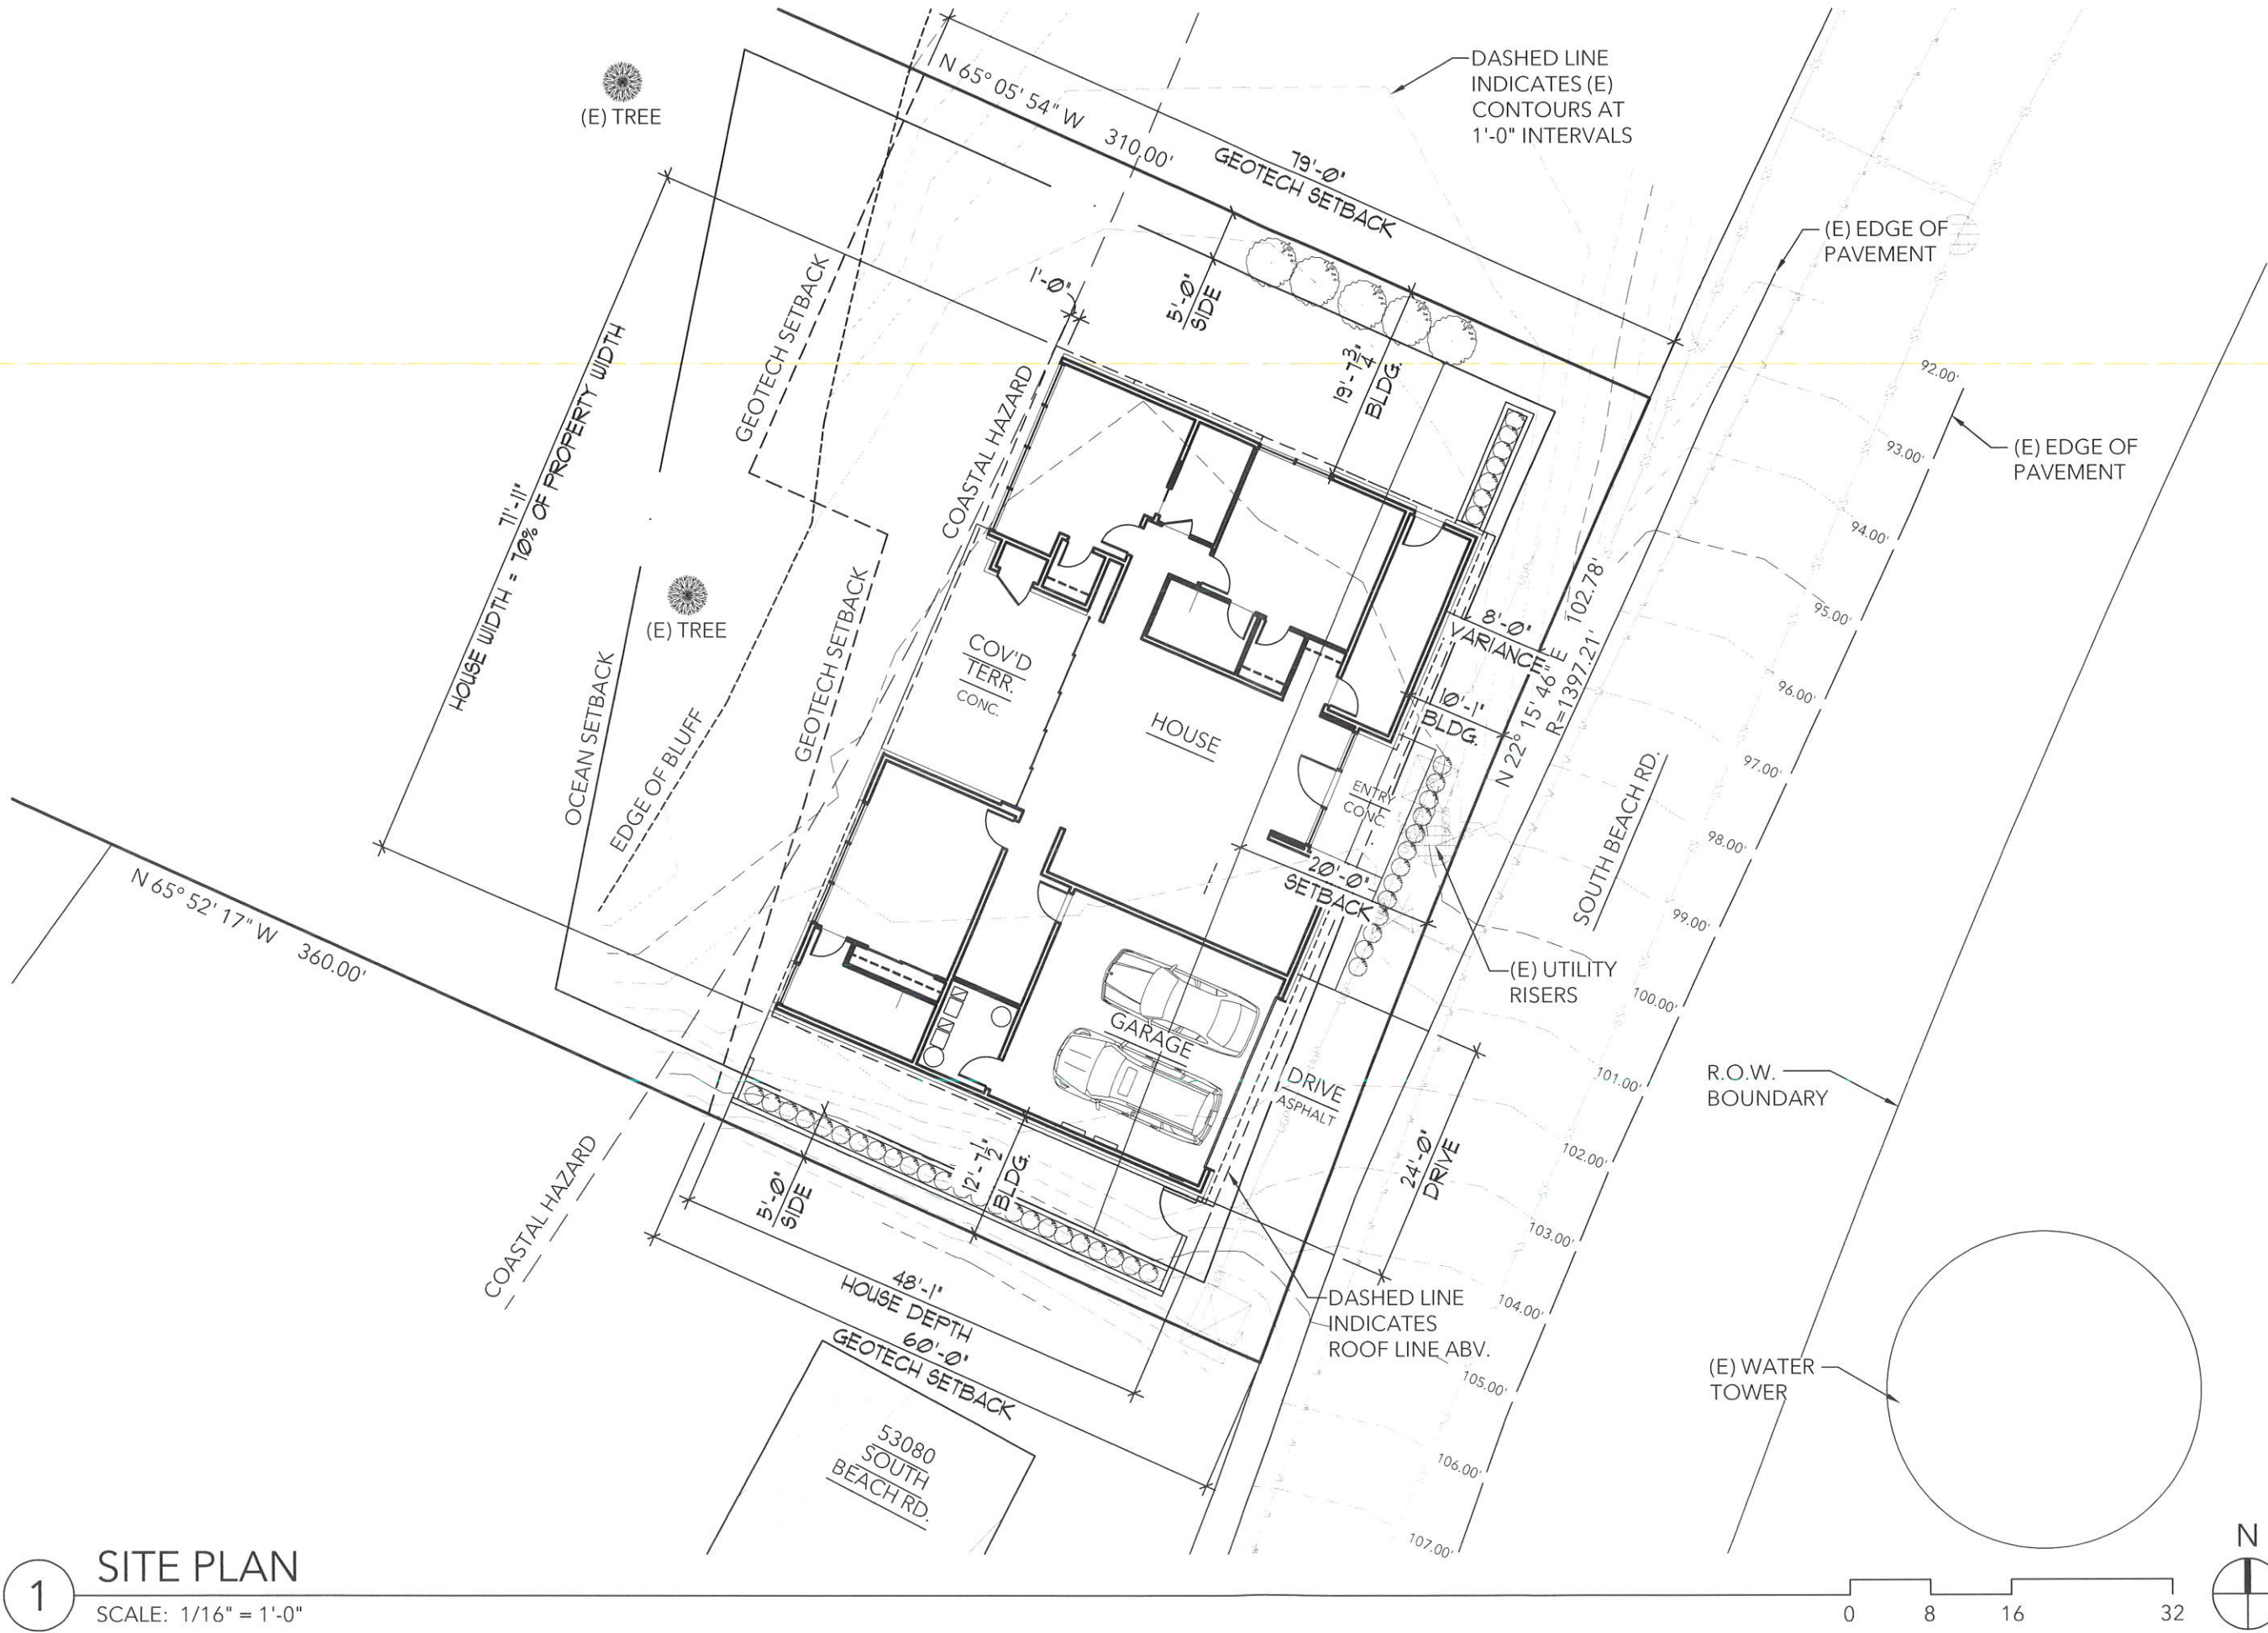 (E) TREE
N 65° 05' 54" W 310.00'
79'-0"
GEOTECH SETBACK
DASHED LINE
INDICATES (E)
CONTOURS AT
1'-0" INTERVALS
(E) EDGE OF
PAVEMENT
(E) EDGE OF
PAVEMENT
GEOTECH SETBACK
1'-0"
5'-0"
SIDE
19'-7 3/4"
BLDG.
COASTAL HAZARD
71'-11"
HOUSE WIDTH = 70% OF PROPERTY WIDTH
92.00'
93.00'
94.00'
95.00'
96.00'
97.00'
98.00'
99.00'
100.00'
101.00'
102.00'
103.00'
104.00'
105.00'
106.00'
107.00'
(E) TREE
OCEAN SETBACK
EDGE OF BLUFF
GEOTECH SETBACK
COV'D
TERR.
CONC.
HOUSE
8'-0"
VARIANCE
10'-1"
BLDG.
N 22° 15' 46" E 102.78'
R=1397.21'
SOUTH BEACH RD.
ENTRY
CONC.
20'-0"
SETBACK
(E) UTILITY
RISERS
N 65° 52' 17" W 360.00'
GARAGE
DRIVE
ASPHALT
24'-0"
DRIVE
R.O.W.
BOUNDARY
COASTAL HAZARD
5'-0"
SIDE
12'-7 1/2"
BLDG.
48'-1"
HOUSE DEPTH
60'-0"
GEOTECH SETBACK
DASHED LINE
INDICATES
ROOF LINE ABV.
(E) WATER
TOWER
53080
SOUTH
BEACH RD.
1
SITE PLAN
SCALE: 1/16" = 1'-0"
0 8 16 32
N